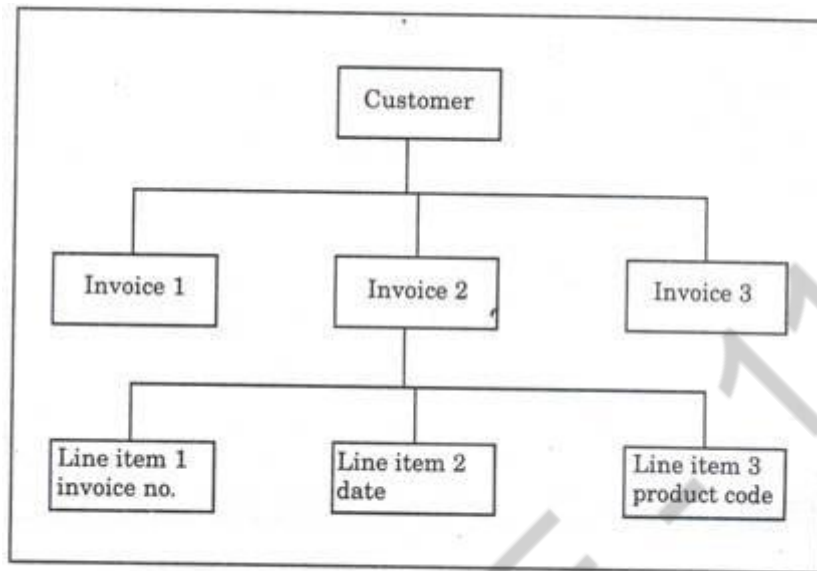 Customer
Invoice 1
Invoice 2
Invoice 3
Line item 1
invoice no.
Line item 2
date
Line item 3
product code